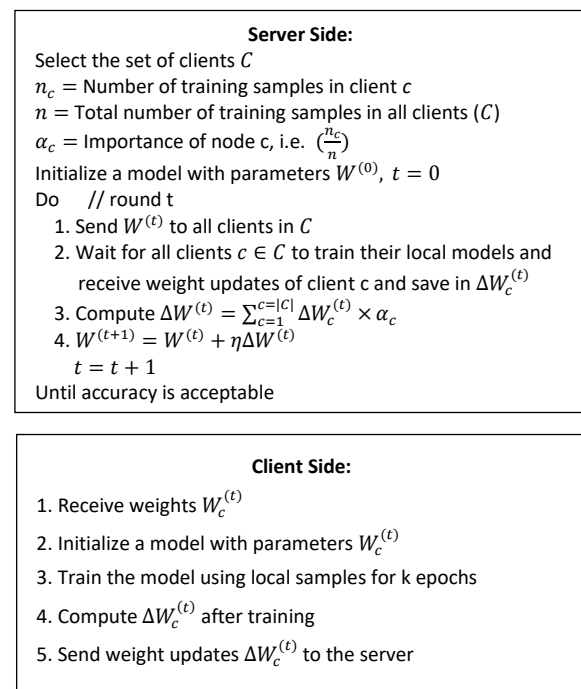 Server Side:
Select the set of clients 𝐶
𝑛_𝑐 = Number of training samples in client 𝑐
𝑛 = Total number of training samples in all clients (𝐶)
𝛼_𝑐 = Importance of node c, i.e. (𝑛_𝑐/𝑛)
Initialize a model with parameters 𝑊^(0), 𝑡 = 0
Do // round t
1. Send 𝑊^(𝑡) to all clients in 𝐶
2. Wait for all clients 𝑐 ∈ 𝐶 to train their local models and
receive weight updates of client c and save in Δ𝑊_𝑐^(𝑡)
3. Compute Δ𝑊^(𝑡) = ∑_{𝑐=1}^{𝑐=|𝐶|} Δ𝑊_𝑐^(𝑡) × 𝛼_𝑐
4. 𝑊^(𝑡+1) = 𝑊^(𝑡) + 𝜂Δ𝑊^(𝑡)
𝑡 = 𝑡 + 1
Until accuracy is acceptable
Client Side:
1. Receive weights 𝑊_𝑐^(𝑡)
2. Initialize a model with parameters 𝑊_𝑐^(𝑡)
3. Train the model using local samples for k epochs
4. Compute Δ𝑊_𝑐^(𝑡) after training
5. Send weight updates Δ𝑊_𝑐^(𝑡) to the server